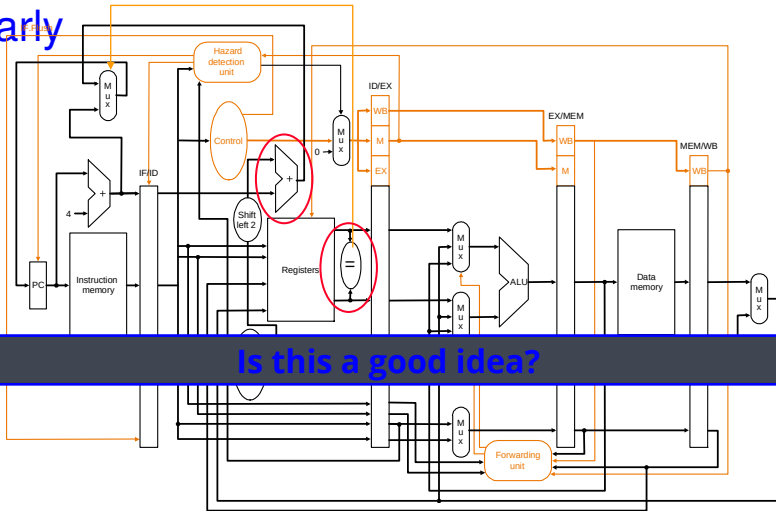 arly
Hazard
detection
unit
M
u
x
ID/EX
WB
EX/MEM
Control
M
u
x
M
WB
MEM/WB
0
EX
M
WB
IF/ID
+
+
4
Shift
left 2
M
u
x
Registers
=
PC
Instruction
memory
ALU
Data
memory
M
u
x
M
u
x
Is this a good idea?
M
u
x
Forwarding
unit